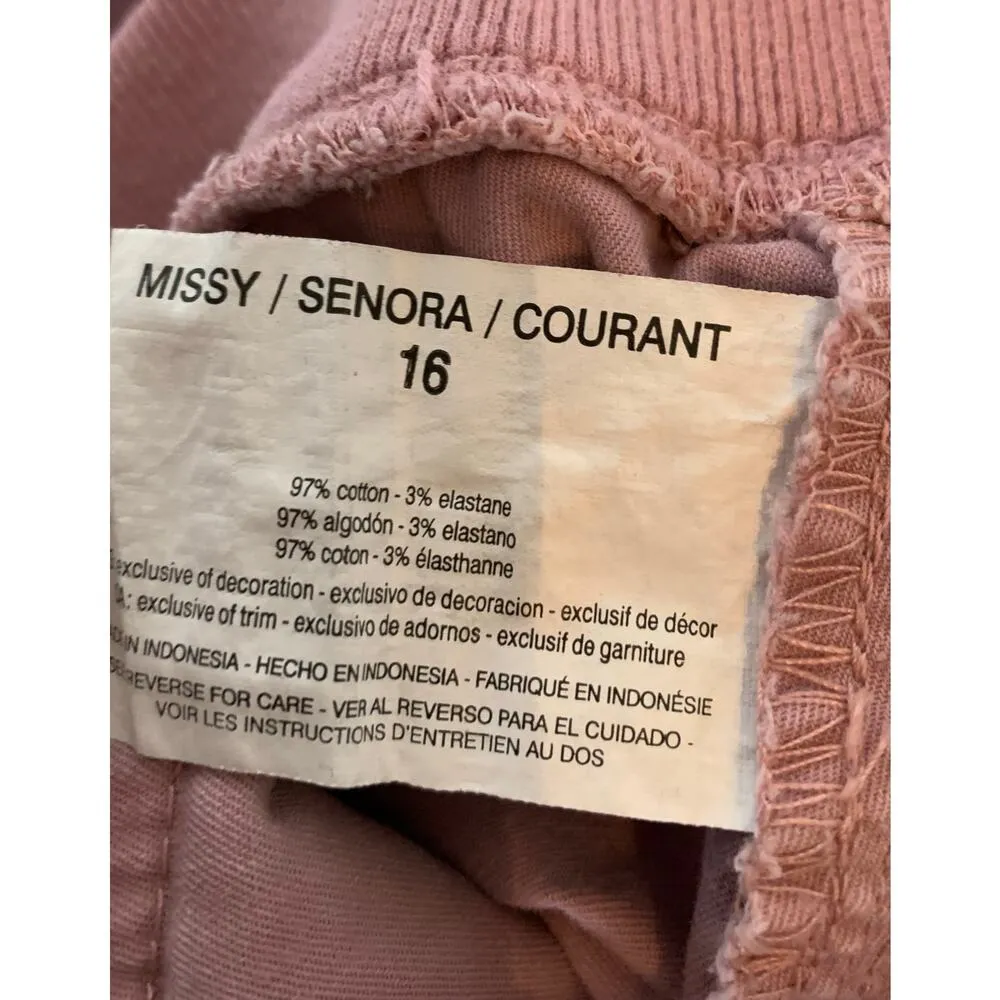 MISSY / SENORA / COURANT
16
97% cotton - 3% elastane
97% algodón - 3% elastano
97% coton - 3% élasthanne
exclusive of decoration - exclusivo de decoracion - exclusif de décor
: exclusive of trim - exclusivo de adornos - exclusif de garniture
IN INDONESIA - HECHO EN INDONESIA - FABRIQUÉ EN INDONÉSIE
REVERSE FOR CARE - VER AL REVERSO PARA EL CUIDADO -
VOIR LES INSTRUCTIONS D'ENTRETIEN AU DOS